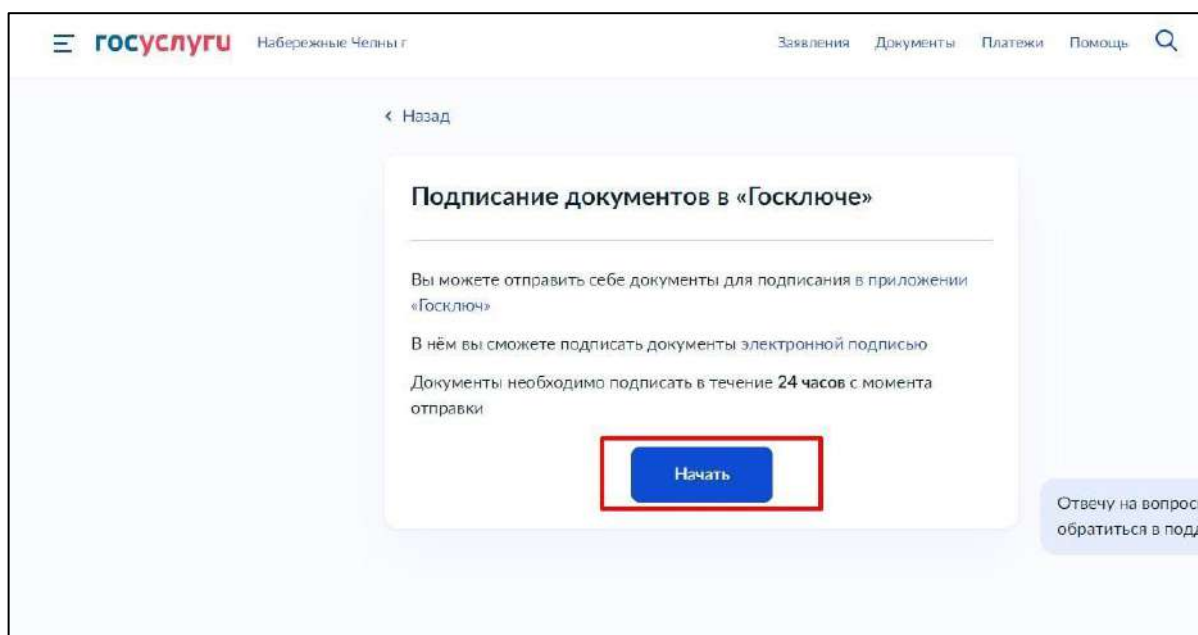 госуслуги Набережные Челны г Заявления Документы Платежи Помощь
Назад
Подписание документов в «Госключе»
Вы можете отправить себе документы для подписания в приложении
«Госключ»
В нём вы сможете подписать документы электронной подписью
Документы необходимо подписать в течение 24 часов с момента
отправки
Начать
Отвечу на
обратиться в